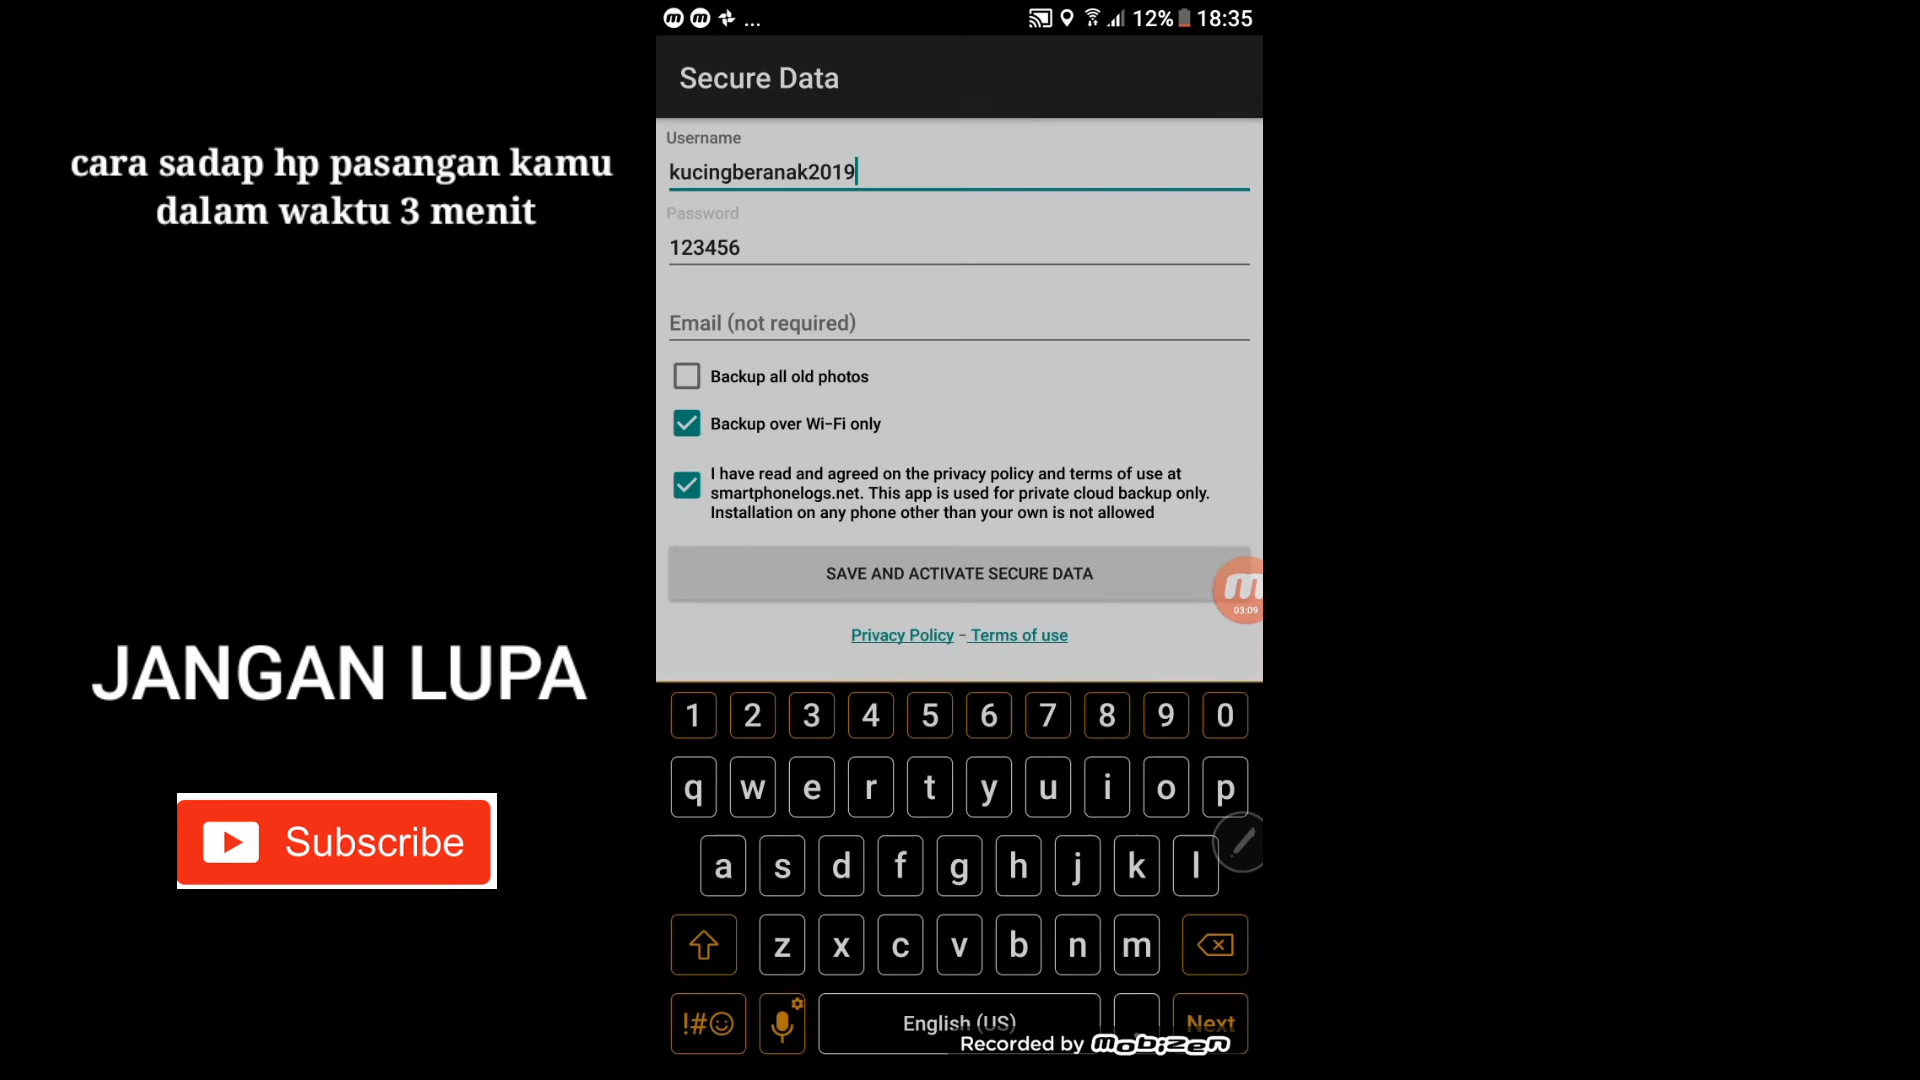 ... 12% 18:35
Secure Data
cara sadap hp pasangan kamu
dalam waktu 3 menit
Username
kucingberanak2019
Password
123456
Email (not required)
Backup all old photos
Backup over Wi-Fi only
I have read and agreed on the privacy policy and terms of use at
smartphonelogs.net. This app is used for private cloud backup only.
Installation on any phone other than your own is not allowed
SAVE AND ACTIVATE SECURE DATA
m
03:09
Privacy Policy - Terms of use
JANGAN LUPA
Subscribe
1 2 3 4 5 6 7 8 9 0
q w e r t y u i o p
a s d f g h j k l
z x c v b n m
!#☺ English (US) . Next
Recorded by mobizen